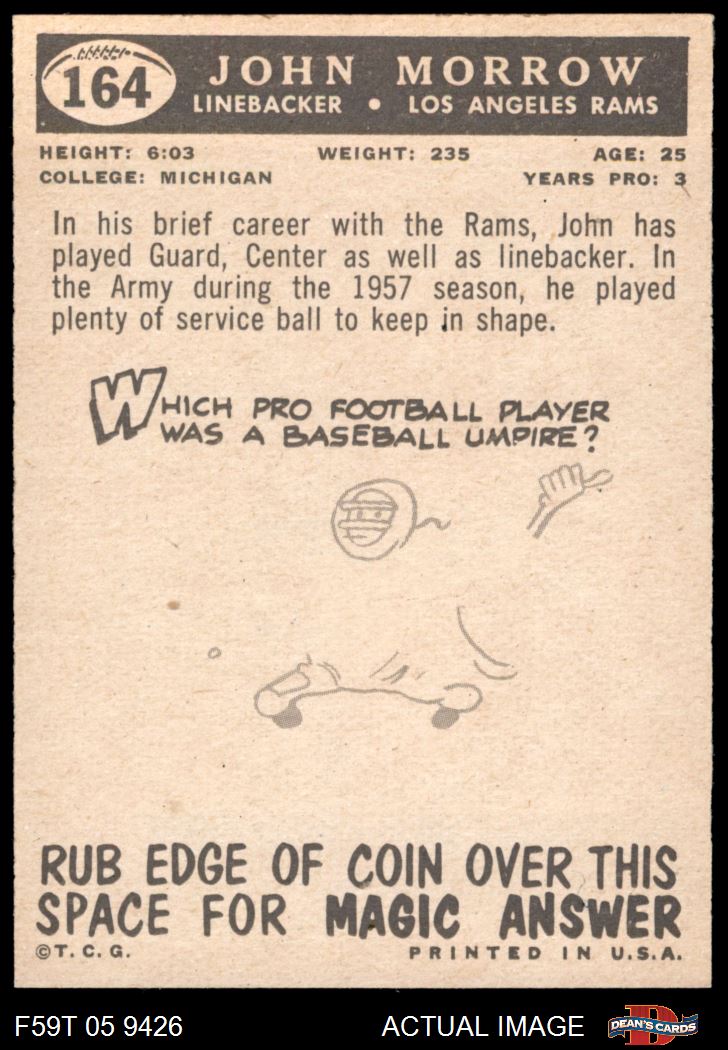 164
JOHN MORROW
LINEBACKER • LOS ANGELES RAMS
HEIGHT: 6:03 WEIGHT: 235 AGE: 25
COLLEGE: MICHIGAN YEARS PRO: 3
In his brief career with the Rams, John has
played Guard, Center as well as linebacker. In
the Army during the 1957 season, he played
plenty of service ball to keep in shape.
WHICH PRO FOOTBALL PLAYER
WAS A BASEBALL UMPIRE?
RUB EDGE OF COIN OVER THIS
SPACE FOR MAGIC ANSWER
©T. C. G. PRINTED IN U.S.A.
F59T 05 9426 ACTUAL IMAGE D DEAN'S CARDS